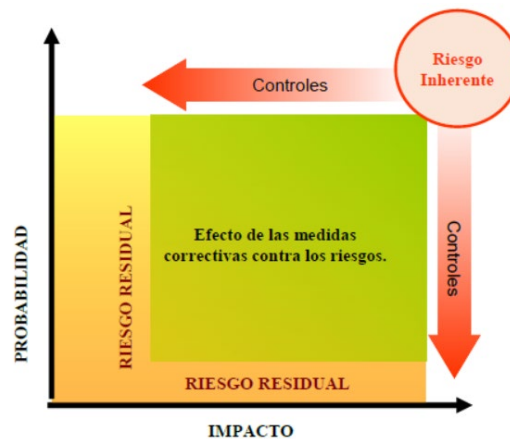 Riesgo
Inherente
Controles
Controles
Efecto de las medidas
correctivas contra los riesgos.
PROBABILIDAD
RIESGO RESIDUAL
RIESGO RESIDUAL
IMPACTO